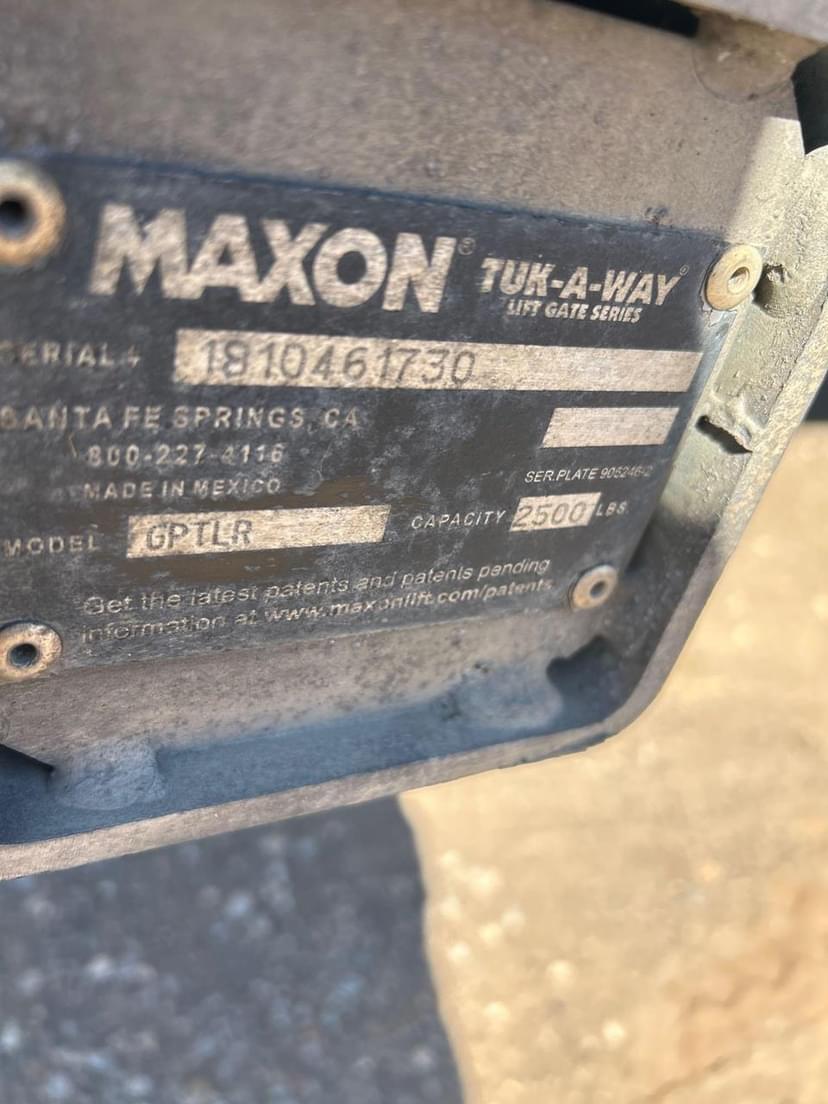 MAXON® TUK-A-WAY®
LIFT GATE SERIES
SERIAL # 1810461730
SANTA FE SPRINGS, CA
800-227-4116
MADE IN MEXICO
SER.PLATE 905246-2
MODEL GPTLR CAPACITY 2500 LBS.
Get the latest patents and patents pending
information at www.maxonlift.com/patents